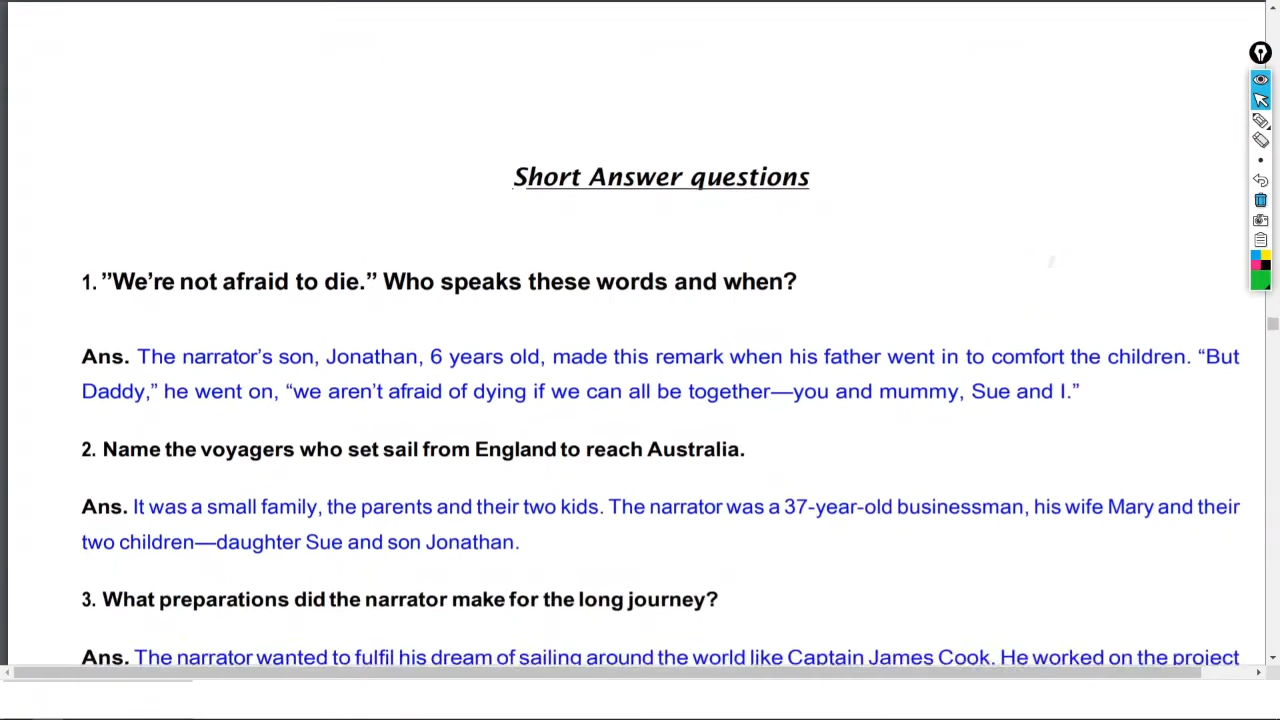 Short Answer questions
1. ”We’re not afraid to die.” Who speaks these words and when?
Ans. The narrator’s son, Jonathan, 6 years old, made this remark when his father went in to comfort the children. “But
Daddy,” he went on, “we aren’t afraid of dying if we can all be together—you and mummy, Sue and I.”
2. Name the voyagers who set sail from England to reach Australia.
Ans. It was a small family, the parents and their two kids. The narrator was a 37-year-old businessman, his wife Mary and their
two children—daughter Sue and son Jonathan.
3. What preparations did the narrator make for the long journey?
Ans. The narrator wanted to fulfil his dream of sailing around the world like Captain James Cook. He worked on the project